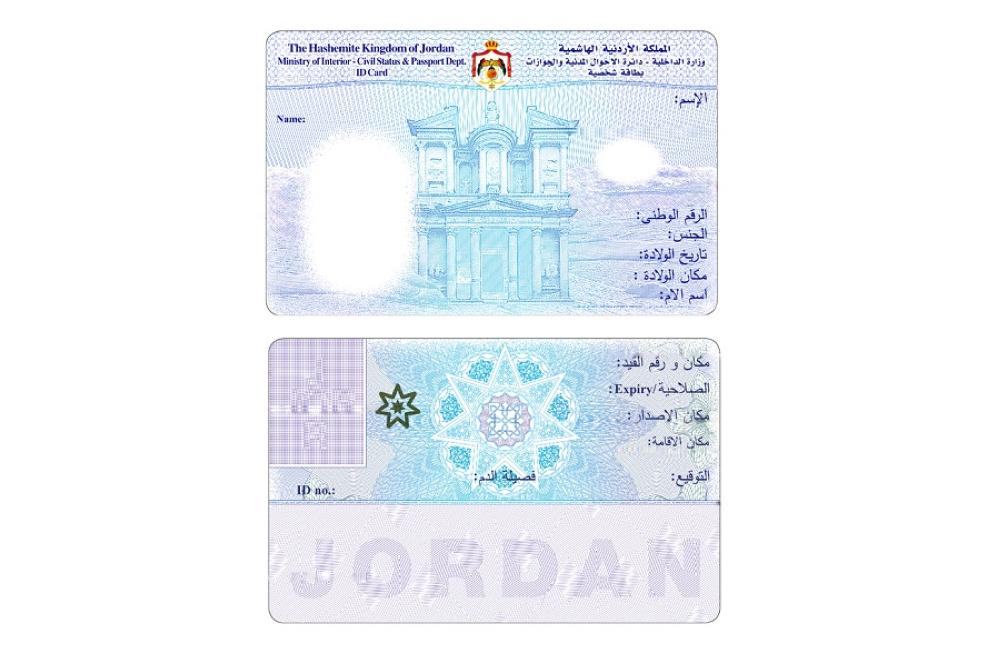 The Hashemite Kingdom of Jordan
Ministry of Interior - Civil Status & Passport Dept.
ID Card
المملكة الأردنية الهاشمية
وزارة الداخلية - دائرة الاحوال المدنية والجوازات
بطاقة شخصية
الإسم:
Name:
الرقم الوطني:
الجنس:
تاريخ الولادة:
مكان الولادة :
اسم الام:
مكان و رقم القيد:
الصلاحية/Expiry:
مكان الإصدار:
مكان الاقامة:
التوقيع:
فصيلة الدم:
ID no.:
JORDAN